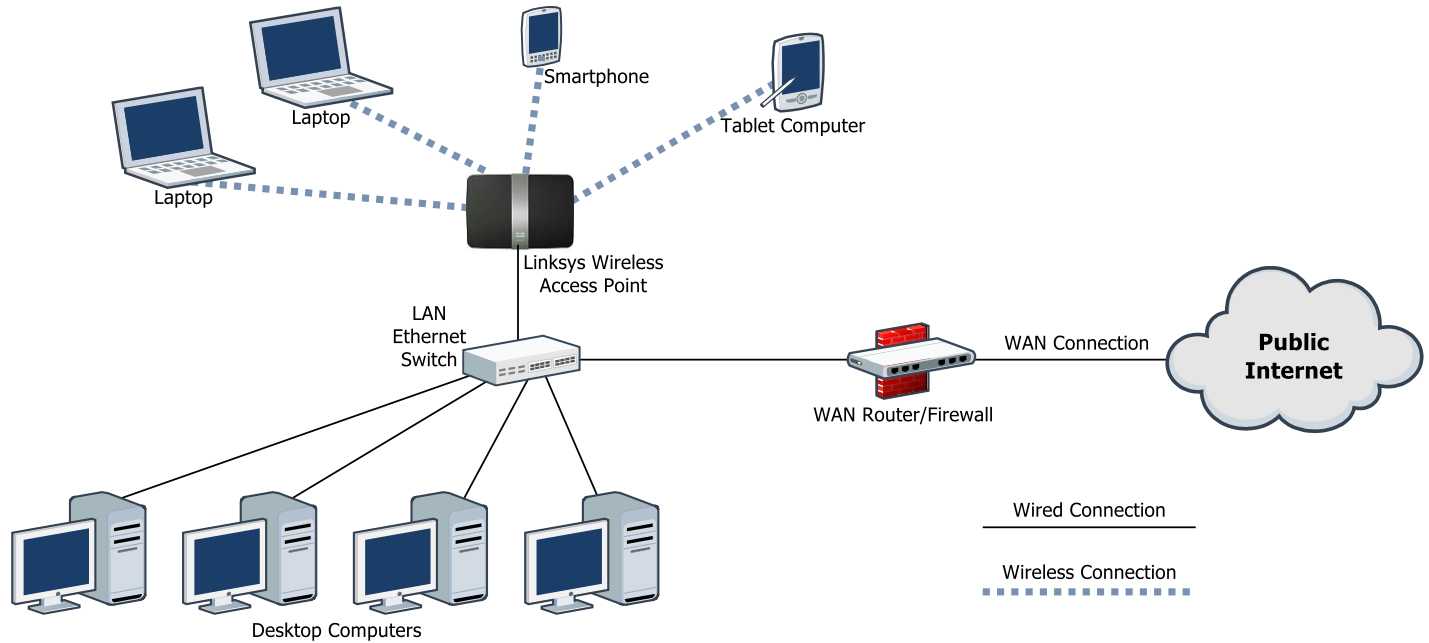 Smartphone
Laptop
Tablet Computer
Laptop
Linksys Wireless
Access Point
LAN
Ethernet
Switch
WAN Connection
Public
Internet
WAN Router/Firewall
Wired Connection
Wireless Connection
Desktop Computers